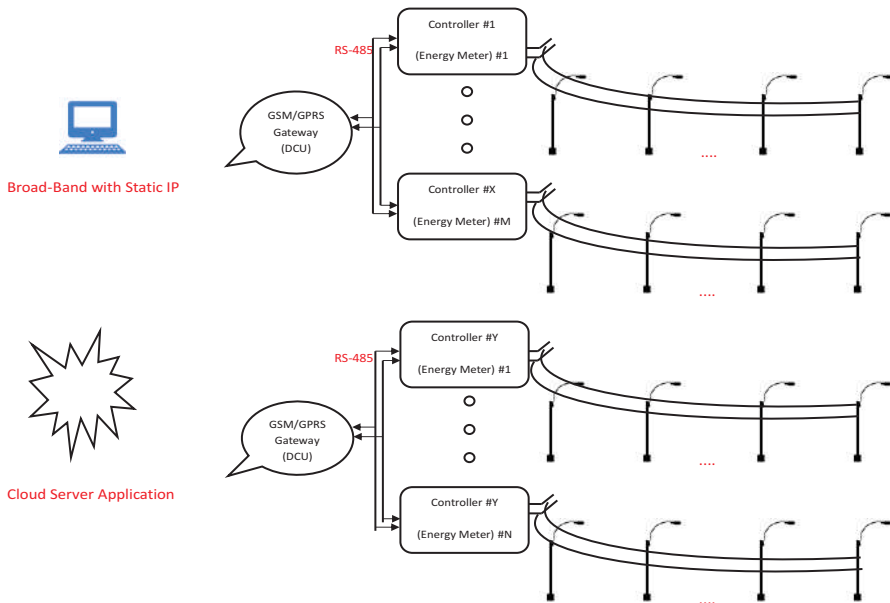 Controller #1
(Energy Meter) #1
RS-485
GSM/GPRS
Gateway
(DCU)
Broad-Band with Static IP
....
Controller #X
(Energy Meter) #M
....
Controller #Y
(Energy Meter) #1
RS-485
GSM/GPRS
Gateway
(DCU)
Cloud Server Application
....
Controller #Y
(Energy Meter) #N
....